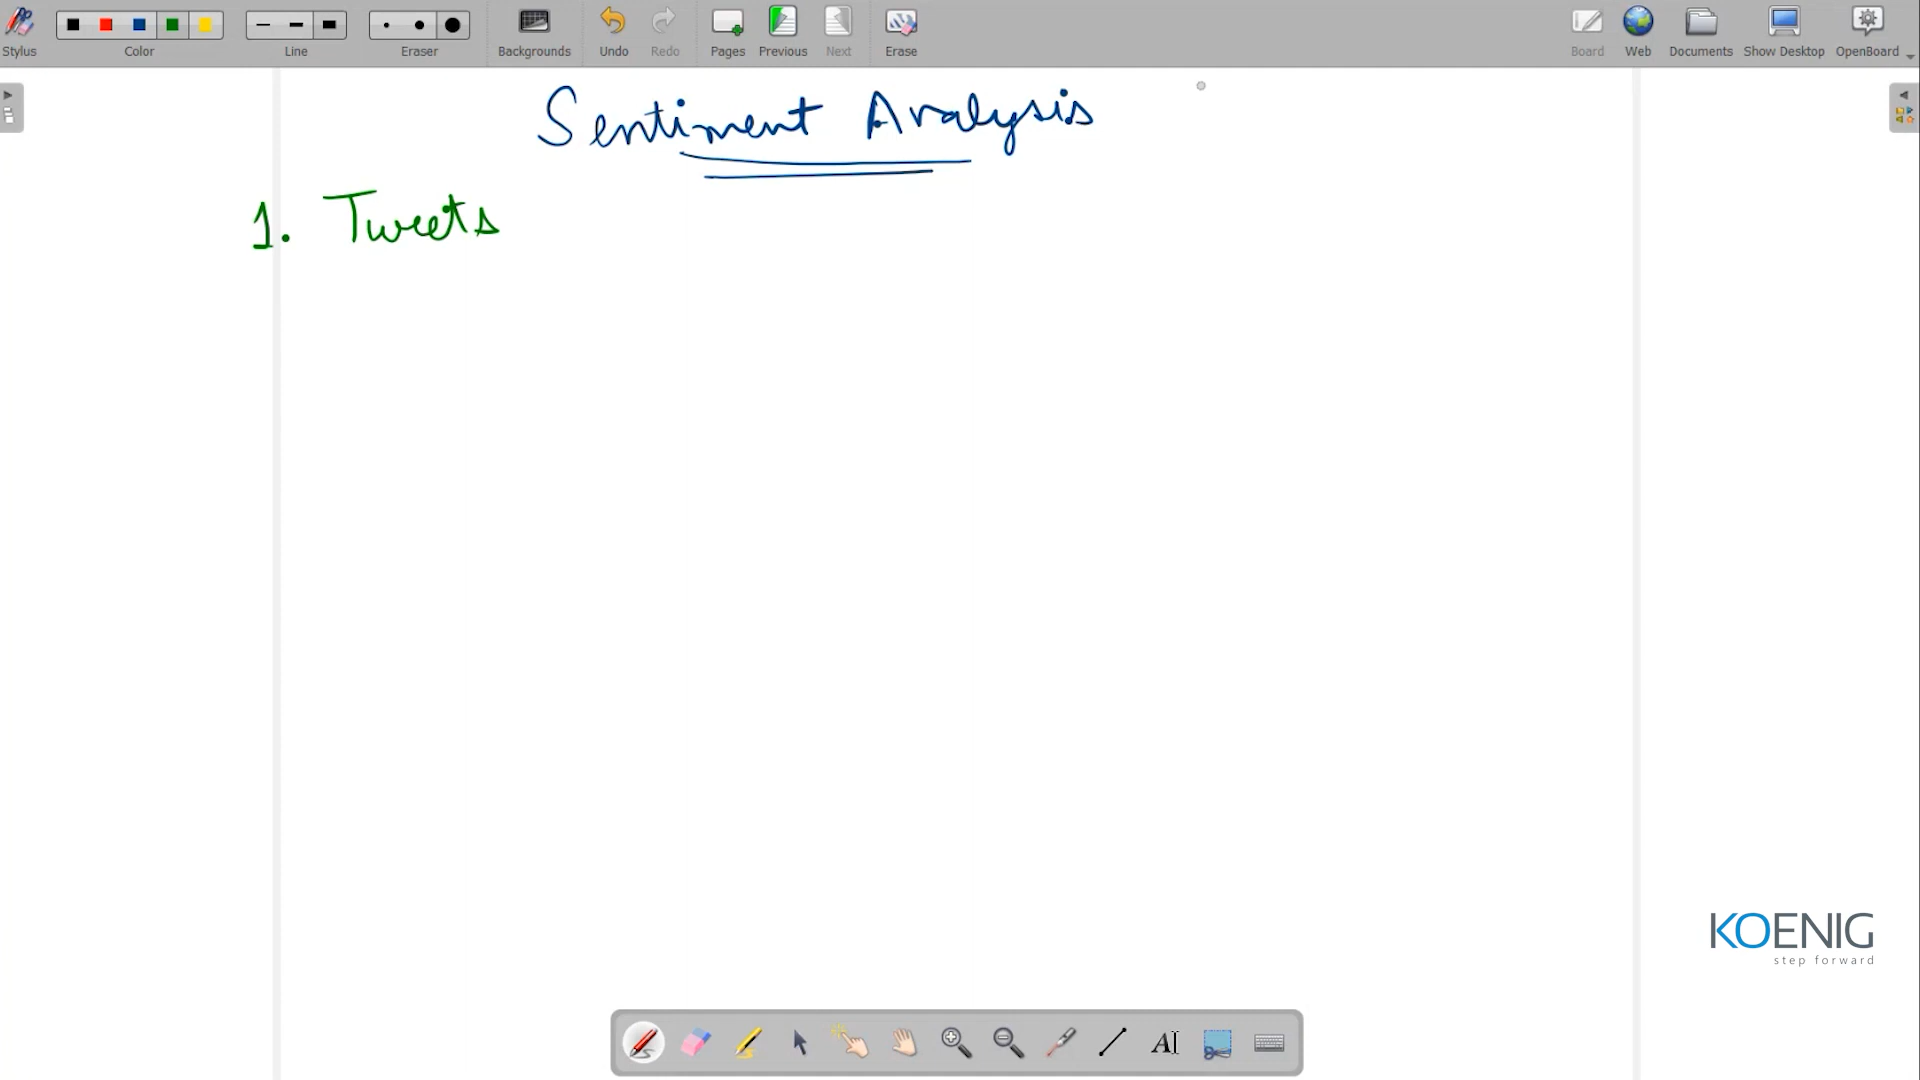 Stylus Color Line Eraser Backgrounds Undo Redo Pages Previous Next Erase Board Web Documents Show Desktop OpenBoard
Sentiment Analysis
1. Tweets
KOENIG
step forward